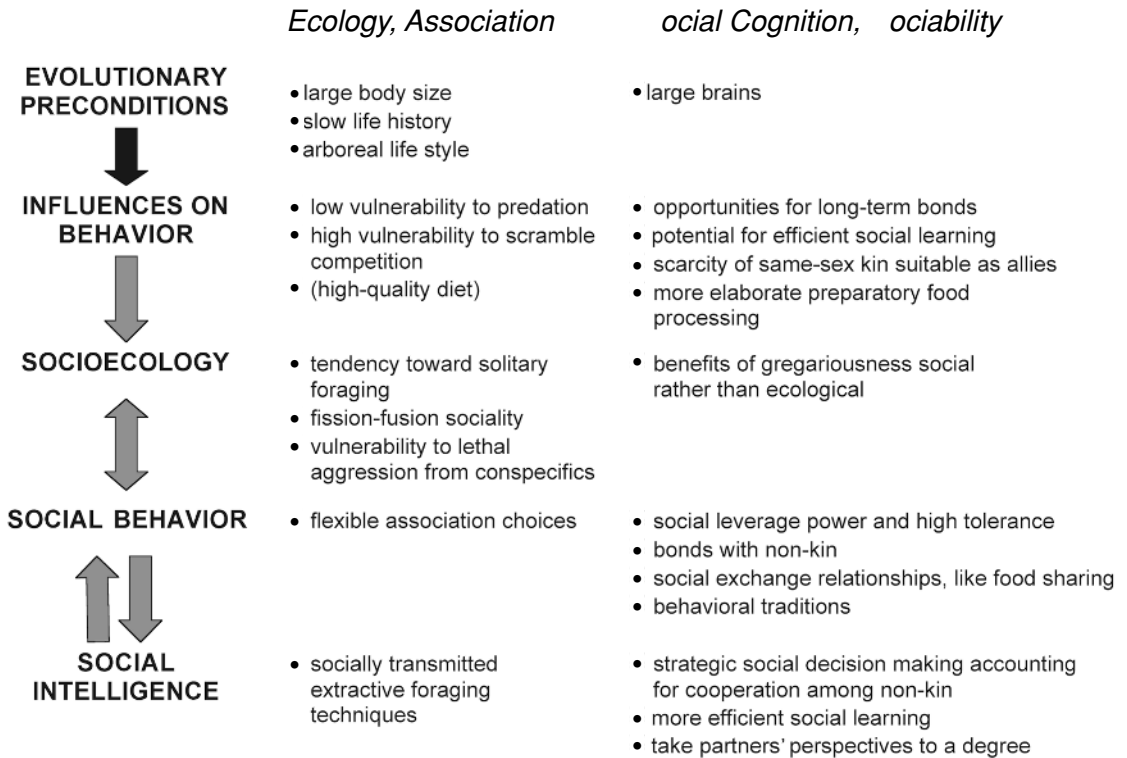 Ecology, Association
ocial Cognition, ociability
EVOLUTIONARY
PRECONDITIONS
• large body size
• slow life history
• arboreal life style
• large brains
INFLUENCES ON
BEHAVIOR
• low vulnerability to predation
• high vulnerability to scramble
competition
• (high-quality diet)
• opportunities for long-term bonds
• potential for efficient social learning
• scarcity of same-sex kin suitable as allies
• more elaborate preparatory food
processing
SOCIOECOLOGY
• tendency toward solitary
foraging
• fission-fusion sociality
• vulnerability to lethal
aggression from conspecifics
• benefits of gregariousness social
rather than ecological
SOCIAL BEHAVIOR
• flexible association choices
• social leverage power and high tolerance
• bonds with non-kin
• social exchange relationships, like food sharing
• behavioral traditions
SOCIAL
INTELLIGENCE
• socially transmitted
extractive foraging
techniques
• strategic social decision making accounting
for cooperation among non-kin
• more efficient social learning
• take partners' perspectives to a degree